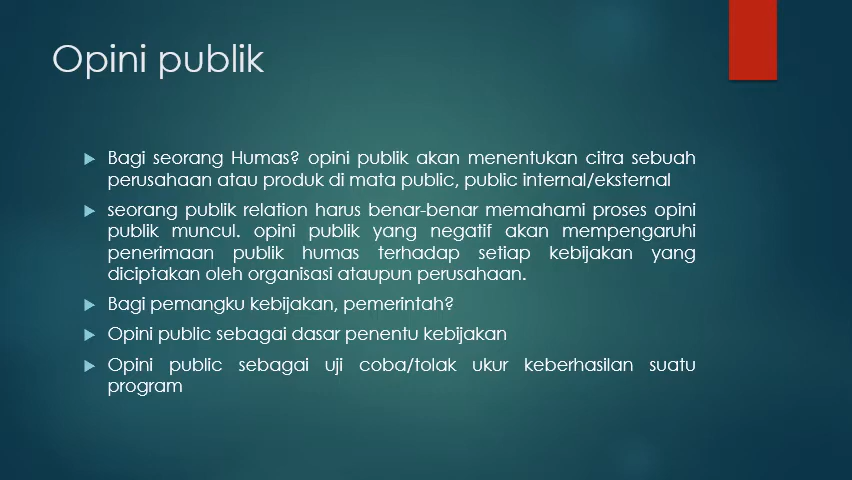 Opini publik
Bagi seorang Humas? opini publik akan menentukan citra sebuah
perusahaan atau produk di mata public, public internal/eksternal
seorang publik relation harus benar-benar memahami proses opini
publik muncul. opini publik yang negatif akan mempengaruhi
penerimaan publik humas terhadap setiap kebijakan yang
diciptakan oleh organisasi ataupun perusahaan.
Bagi pemangku kebijakan, pemerintah?
Opini public sebagai dasar penentu kebijakan
Opini public sebagai uji coba/tolak ukur keberhasilan suatu
program